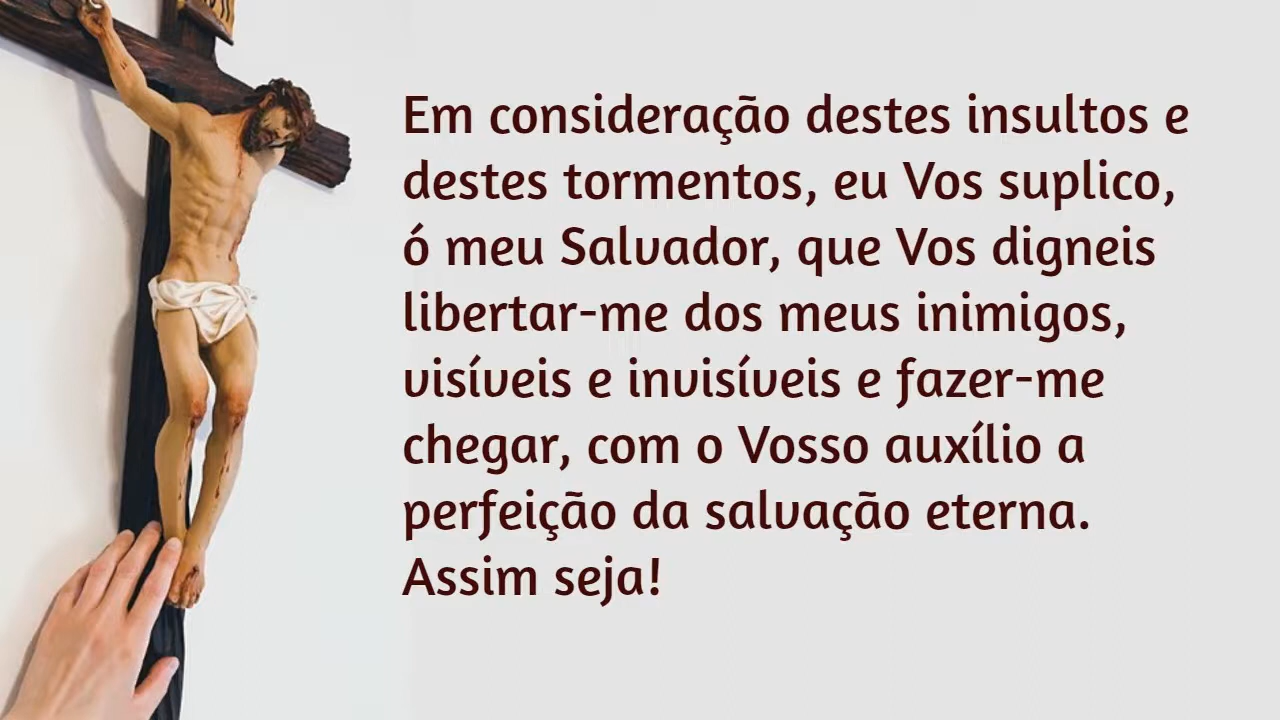 Em consideração destes insultos e
destes tormentos, eu Vos suplico,
ó meu Salvador, que Vos digneis
libertar-me dos meus inimigos,
visíveis e invisíveis e fazer-me
chegar, com o Vosso auxílio a
perfeição da salvação eterna.
Assim seja!